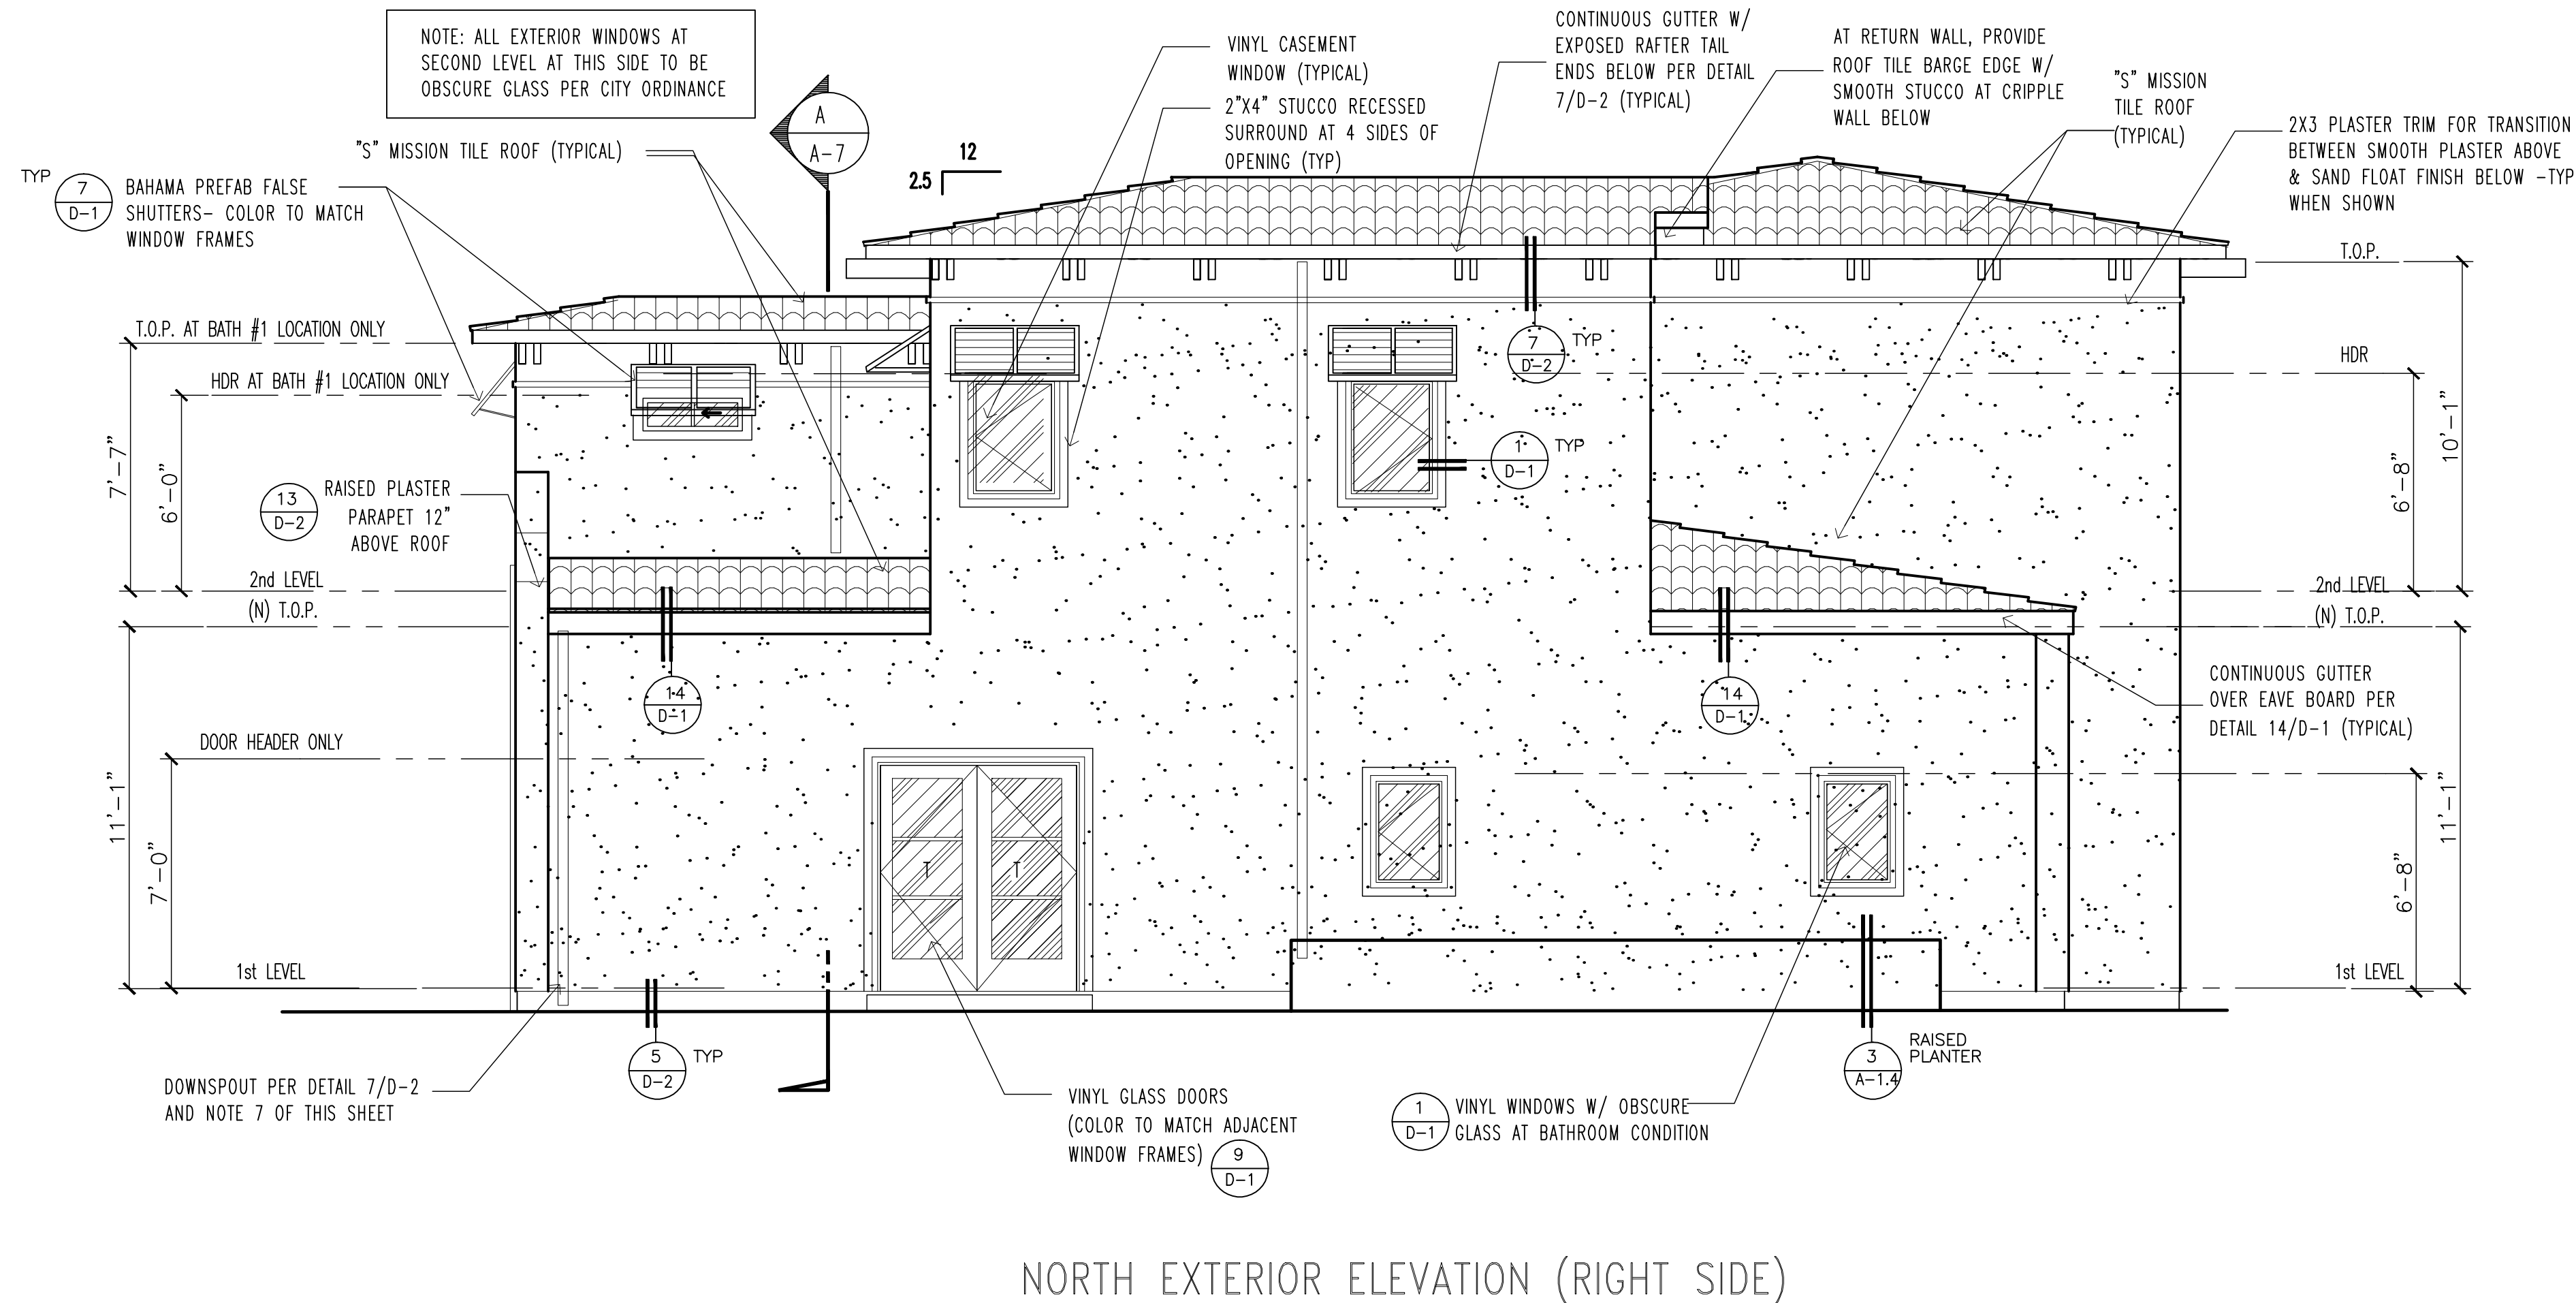 NOTE: ALL EXTERIOR WINDOWS AT
SECOND LEVEL AT THIS SIDE TO BE
OBSCURE GLASS PER CITY ORDINANCE
"S" MISSION TILE ROOF (TYPICAL)
TYP
7
D-1
BAHAMA PREFAB FALSE
SHUTTERS- COLOR TO MATCH
WINDOW FRAMES
A
A-7
12
2.5
VINYL CASEMENT
WINDOW (TYPICAL)
2"X4" STUCCO RECESSED
SURROUND AT 4 SIDES OF
OPENING (TYP)
CONTINUOUS GUTTER W/
EXPOSED RAFTER TAIL
ENDS BELOW PER DETAIL
7/D-2 (TYPICAL)
AT RETURN WALL, PROVIDE
ROOF TILE BARGE EDGE W/
SMOOTH STUCCO AT CRIPPLE
WALL BELOW
"S" MISSION
TILE ROOF
(TYPICAL)
2X3 PLASTER TRIM FOR TRANSITION
BETWEEN SMOOTH PLASTER ABOVE
& SAND FLOAT FINISH BELOW -TYP
WHEN SHOWN
T.O.P. AT BATH #1 LOCATION ONLY
HDR AT BATH #1 LOCATION ONLY
7'-7"
6'-0"
13
D-2
RAISED PLASTER
PARAPET 12"
ABOVE ROOF
2nd LEVEL
(N) T.O.P.
DOOR HEADER ONLY
11'-1"
7'-0"
1st LEVEL
7
D-2
TYP
1
D-1
TYP
14
D-1
14
D-1
T
T
T.O.P.
HDR
10'-1"
6'-8"
2nd LEVEL
(N) T.O.P.
CONTINUOUS GUTTER
OVER EAVE BOARD PER
DETAIL 14/D-1 (TYPICAL)
11'-1"
6'-8"
1st LEVEL
DOWNSPOUT PER DETAIL 7/D-2
AND NOTE 7 OF THIS SHEET
5
D-2
TYP
VINYL GLASS DOORS
(COLOR TO MATCH ADJACENT
WINDOW FRAMES)
9
D-1
1
D-1
VINYL WINDOWS W/ OBSCURE
GLASS AT BATHROOM CONDITION
3
A-1.4
RAISED
PLANTER
NORTH EXTERIOR ELEVATION (RIGHT SIDE)